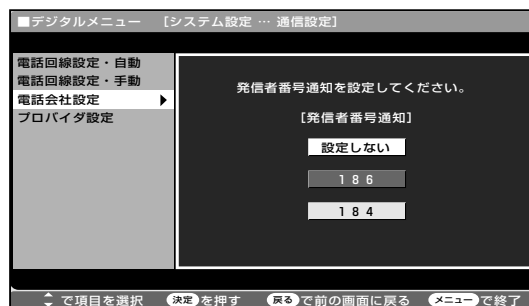 ■デジタルメニュー [システム設定 … 通信設定]
電話回線設定・自動
電話回線設定・手動
電話会社設定
プロバイダ設定
発信者番号通知を設定してください。
[発信者番号通知]
設定しない
186
184
で項目を選択 決定を押す 戻るで前の画面に戻る メニューで終了